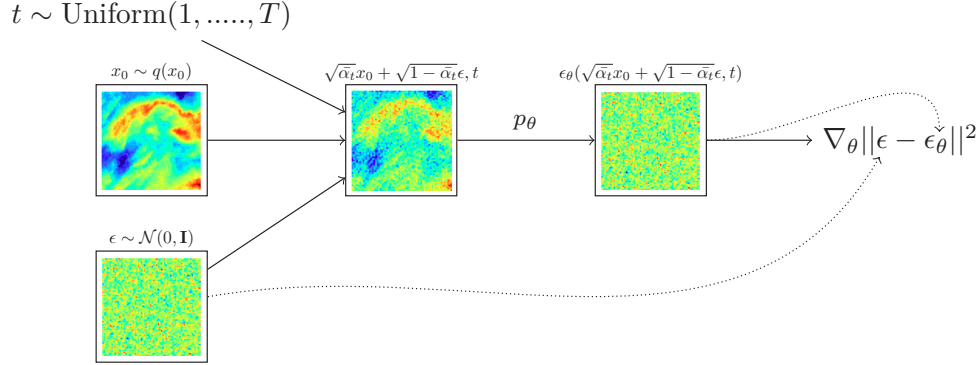 t ∼ Uniform(1, ....., T)
x₀ ∼ q(x₀)
√ᾱₜx₀ + √1 − ᾱₜϵ, t
ϵ_θ(√ᾱₜx₀ + √1 − ᾱₜϵ, t)
p_θ
∇_θ||ϵ − ϵ_θ||²
ϵ ∼ 𝒩(0, 𝐈)